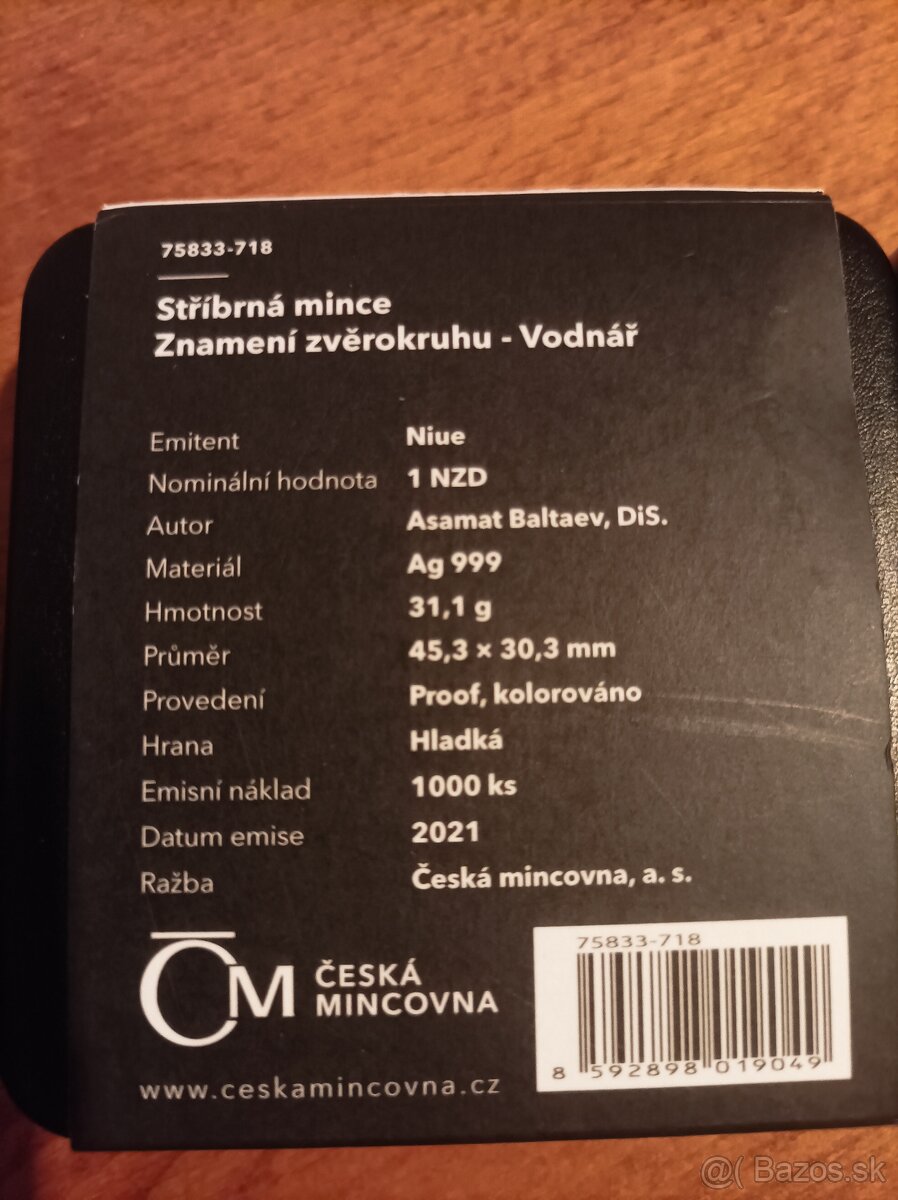 75833-718
Stříbrná mince
Znamení zvěrokruhu - Vodnář
Emitent Niue
Nominální hodnota 1 NZD
Autor Asamat Baltaev, DiS.
Materiál Ag 999
Hmotnost 31,1 g
Průměr 45,3 × 30,3 mm
Provedení Proof, kolorováno
Hrana Hladká
Emisní náklad 1000 ks
Datum emise 2021
Ražba Česká mincovna, a. s.
ČM ČESKÁ
MINCOVNA
www.ceskamincovna.cz
75833-718
8 592898 019049
@( Bazos.sk